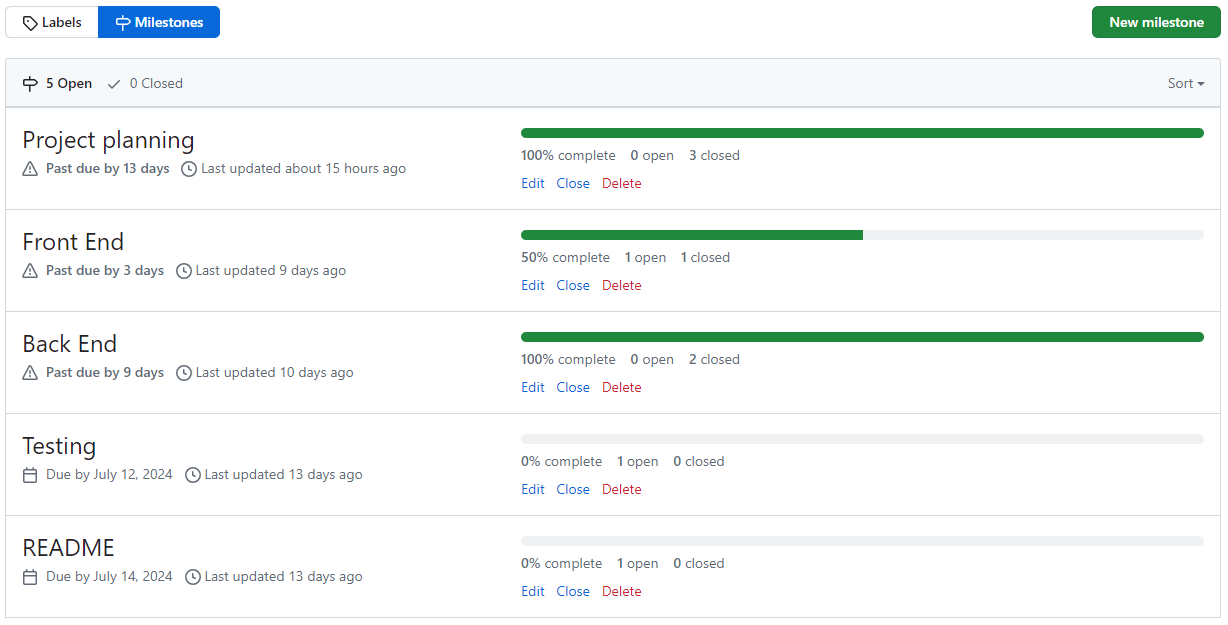 Labels Milestones New milestone
5 Open 0 Closed Sort
Project planning
Past due by 13 days Last updated about 15 hours ago
100% complete 0 open 3 closed
Edit Close Delete
Front End
Past due by 3 days Last updated 9 days ago
50% complete 1 open 1 closed
Edit Close Delete
Back End
Past due by 9 days Last updated 10 days ago
100% complete 0 open 2 closed
Edit Close Delete
Testing
Due by July 12, 2024 Last updated 13 days ago
0% complete 1 open 0 closed
Edit Close Delete
README
Due by July 14, 2024 Last updated 13 days ago
0% complete 1 open 0 closed
Edit Close Delete